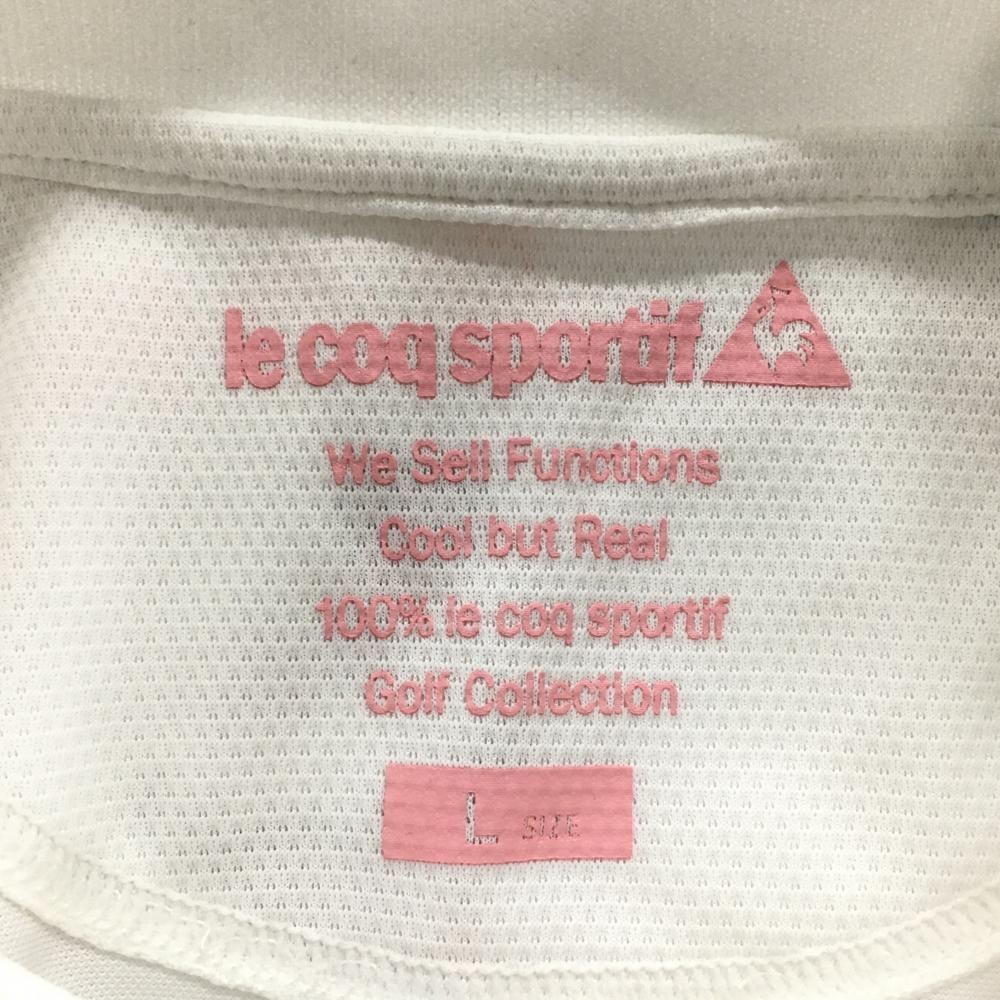 le coq sportif
We Sell Functions
Cool but Real
100% le coq sportif
Golf Collection
L SIZE